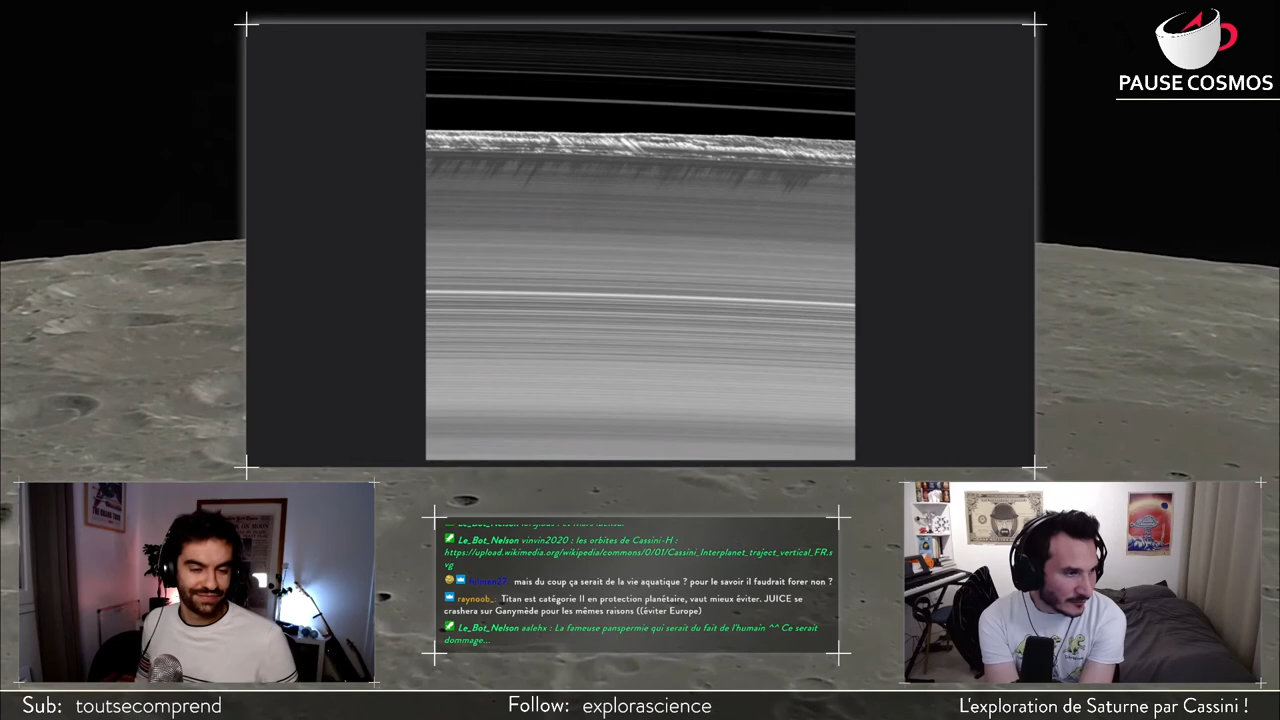 PAUSE COSMOS
Le_Bot_Nelson vinvin2020 : les orbites de Cassini-H :
https://upload.wikimedia.org/wikipedia/commons/0/01/Cassini_Interplanet_traject_vertical_FR.s
vg
mais du coup ça serait de la vie aquatique ? pour le savoir il faudrait forer non ?
raynoob_: Titan est catégorie II en protection planétaire, vaut mieux éviter. JUICE se
crashera sur Ganymède pour les mêmes raisons ((éviter Europe)
Le_Bot_Nelson aalehx : La fameuse panspermie qui serait du fait de l'humain ^^ Ce serait
dommage...
Sub: toutsecomprend
Follow: explorascience
L'exploration de Saturne par Cassini !